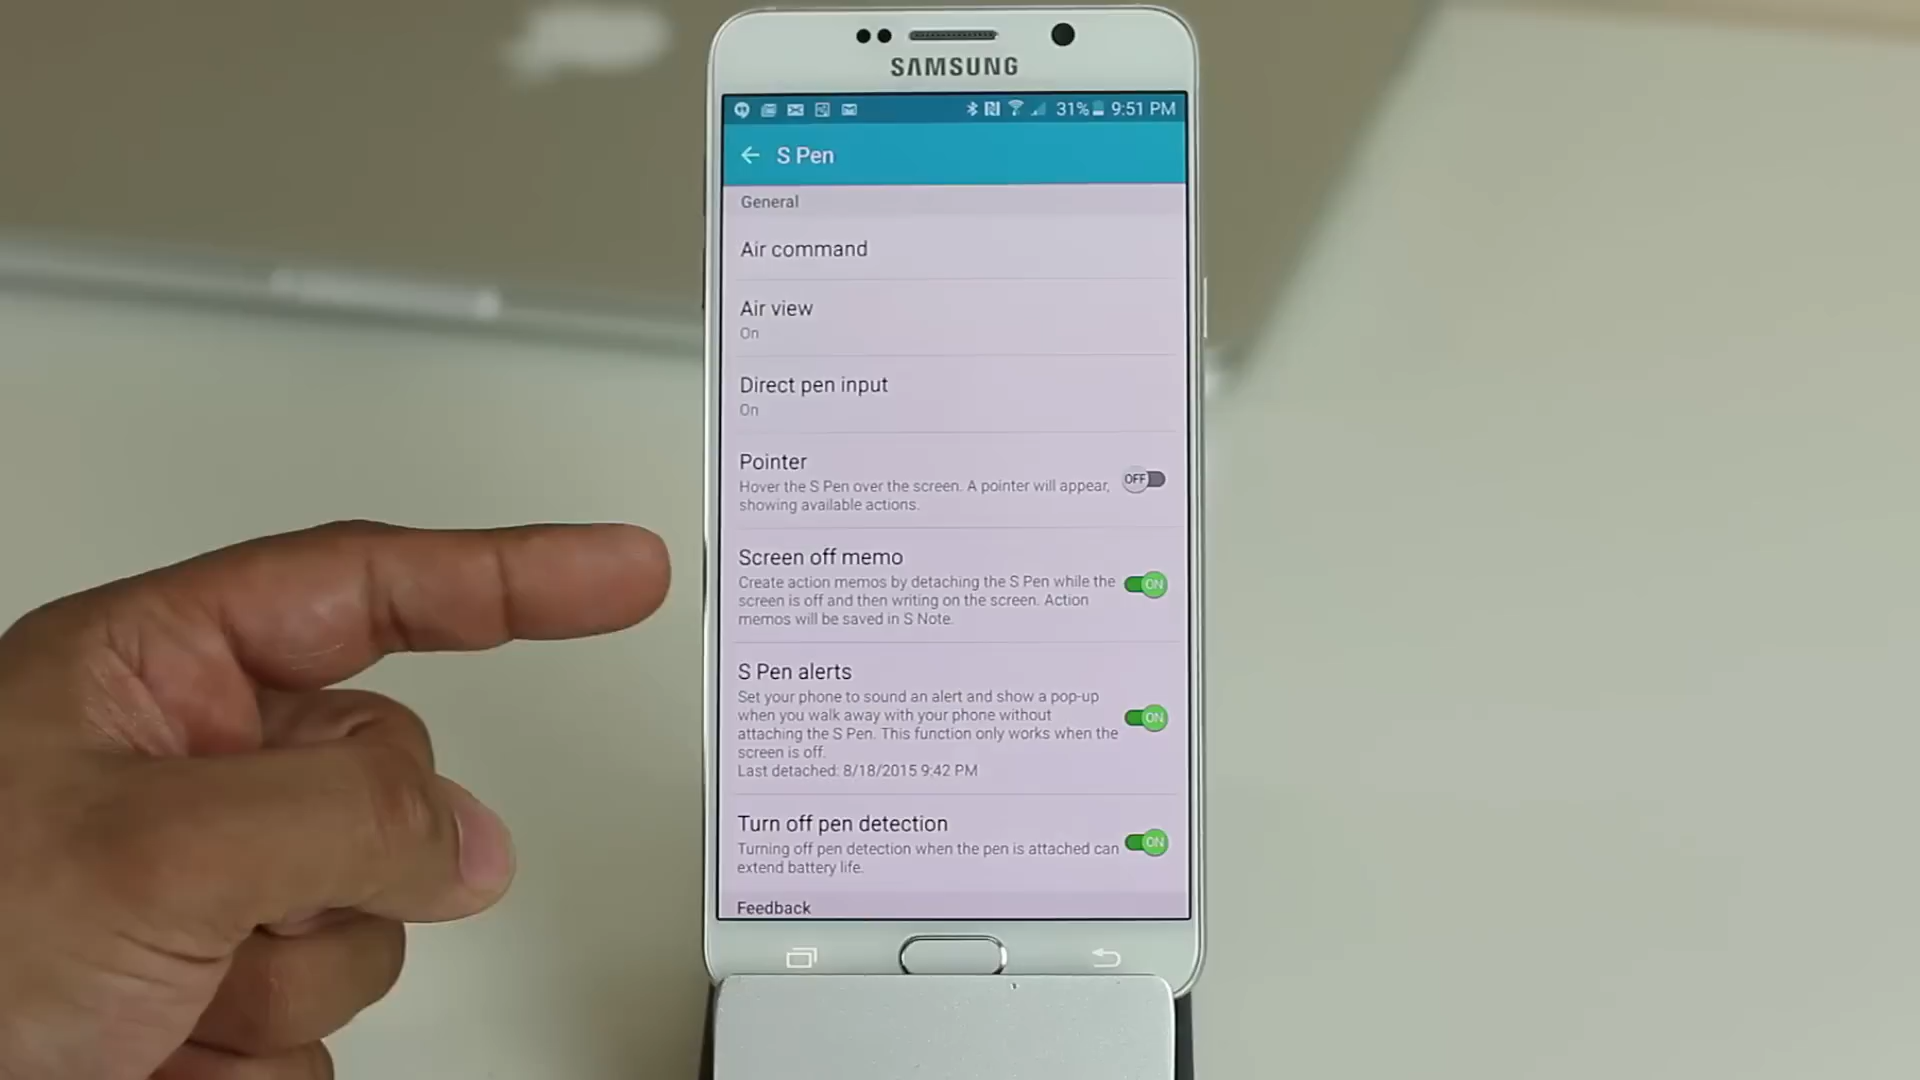 SAMSUNG
31% 9:51 PM
S Pen
General
Air command
Air view
On
Direct pen input
On
Pointer
Hover the S Pen over the screen. A pointer will appear,
showing available actions.
OFF
Screen off memo
Create action memos by detaching the S Pen while the
screen is off and then writing on the screen. Action
memos will be saved in S Note.
ON
S Pen alerts
Set your phone to sound an alert and show a pop-up
when you walk away with your phone without
attaching the S Pen. This function only works when the
screen is off.
Last detached: 8/18/2015 9:42 PM
ON
Turn off pen detection
Turning off pen detection when the pen is attached can
extend battery life.
ON
Feedback